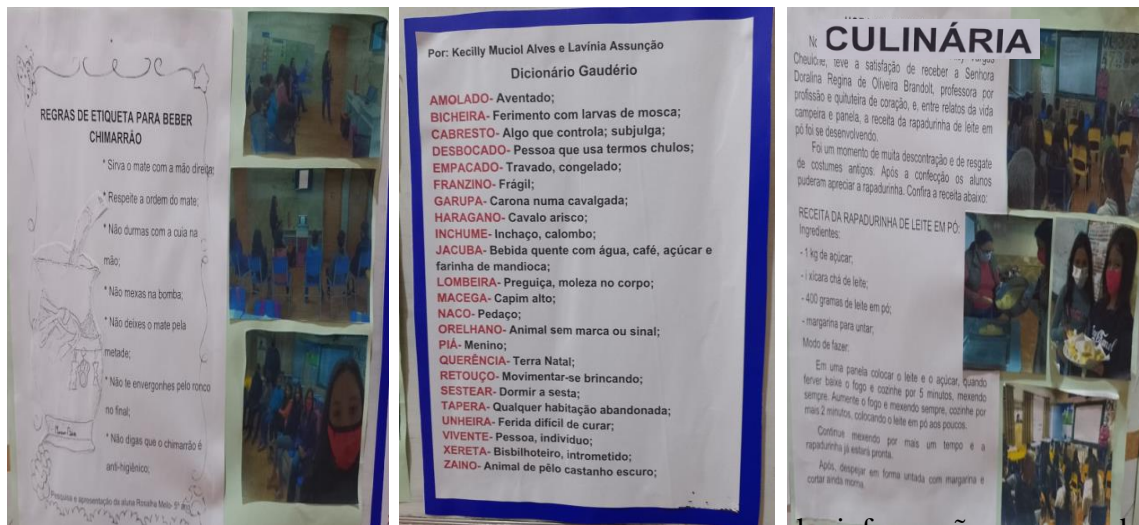 REGRAS DE ETIQUETA PARA BEBER
CHIMARRÃO
* Sirva o mate com a mão direita;
* Respeite a ordem do mate;
* Não durmas com a cuia na
mão;
* Não mexas na bomba;
* Não deixes o mate pela
metade;
* Não te envergonhes pelo ronco
no final;
* Não digas que o chimarrão é
anti-higiênico;
Pesquisa e apresentação da aluna Rosalha Melo- 5º
Por: Kecilly Muciol Alves e Lavínia Assunção
Dicionário Gaudério
AMOLADO- Aventado;
BICHEIRA- Ferimento com larvas de mosca;
CABRESTO- Algo que controla; subjulga;
DESBOCADO- Pessoa que usa termos chulos;
EMPACADO- Travado, congelado;
FRANZINO- Frágil;
GARUPA- Carona numa cavalgada;
HARAGANO- Cavalo arisco;
INCHUME- Inchaço, calombo;
JACUBA- Bebida quente com água, café, açúcar e
farinha de mandioca;
LOMBEIRA- Preguiça, moleza no corpo;
MACEGA- Capim alto;
NACO- Pedaço;
ORELHANO- Animal sem marca ou sinal;
PIÁ- Menino;
QUERÊNCIA- Terra Natal;
RETOUÇO- Movimentar-se brincando;
SESTEAR- Dormir a sesta;
TAPERA- Qualquer habitação abandonada;
UNHEIRA- Ferida difícil de curar;
VIVENTE- Pessoa, individuo;
XERETA- Bisbilhoteiro, intrometido;
ZAINO- Animal de pêlo castanho escuro;
CULINÁRIA
Cheuiche, teve a satisfação de receber a Senhora
Doralina Regina de Oliveira Brandolt, professora por
profissão e quituteira de coração, e, entre relatos da vida
campeira e panela, a receita da rapadurinha de leite em
pó foi se desenvolvendo.
Foi um momento de muita descontração e de resgate
de costumes antigos. Após a confecção os alunos
puderam apreciar a rapadurinha. Confira a receita abaixo:
RECEITA DA RAPADURINHA DE LEITE EM PÓ:
Ingredientes:
- 1 kg de açúcar;
- 1 xícara chá de leite;
- 400 gramas de leite em pó;
- margarina para untar;
Modo de fazer:
Em uma panela colocar o leite e o açúcar, quando
ferver baixe o fogo e cozinhe por 5 minutos, mexendo
sempre. Aumente o fogo e mexendo sempre, cozinhe por
mais 2 minutos, colocando o leite em pó aos poucos.
Continue mexendo por mais um tempo e a
rapadurinha já estará pronta.
Após, despejar em forma untada com margarina e
cortar ainda morna.